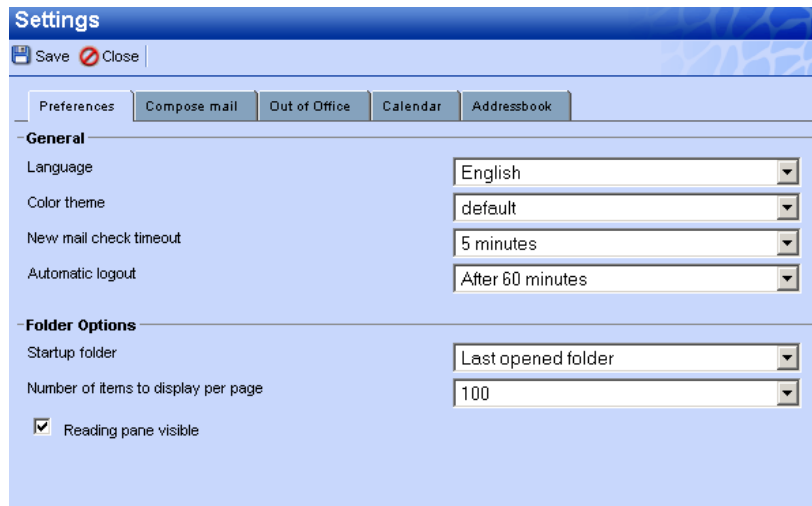 Settings
Save Close
Preferences Compose mail Out of Office Calendar Addressbook
General
Language English
Color theme default
New mail check timeout 5 minutes
Automatic logout After 60 minutes
Folder Options
Startup folder Last opened folder
Number of items to display per page 100
Reading pane visible